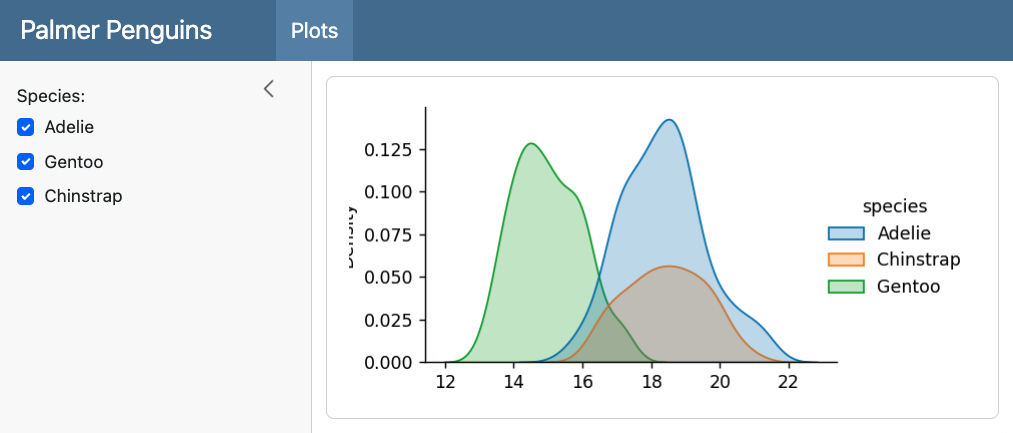 Palmer Penguins Plots
Species:
Adelie
Gentoo
Chinstrap
0.125
0.100
0.075
0.050
0.025
0.000
12 14 16 18 20 22
species
Adelie
Chinstrap
Gentoo